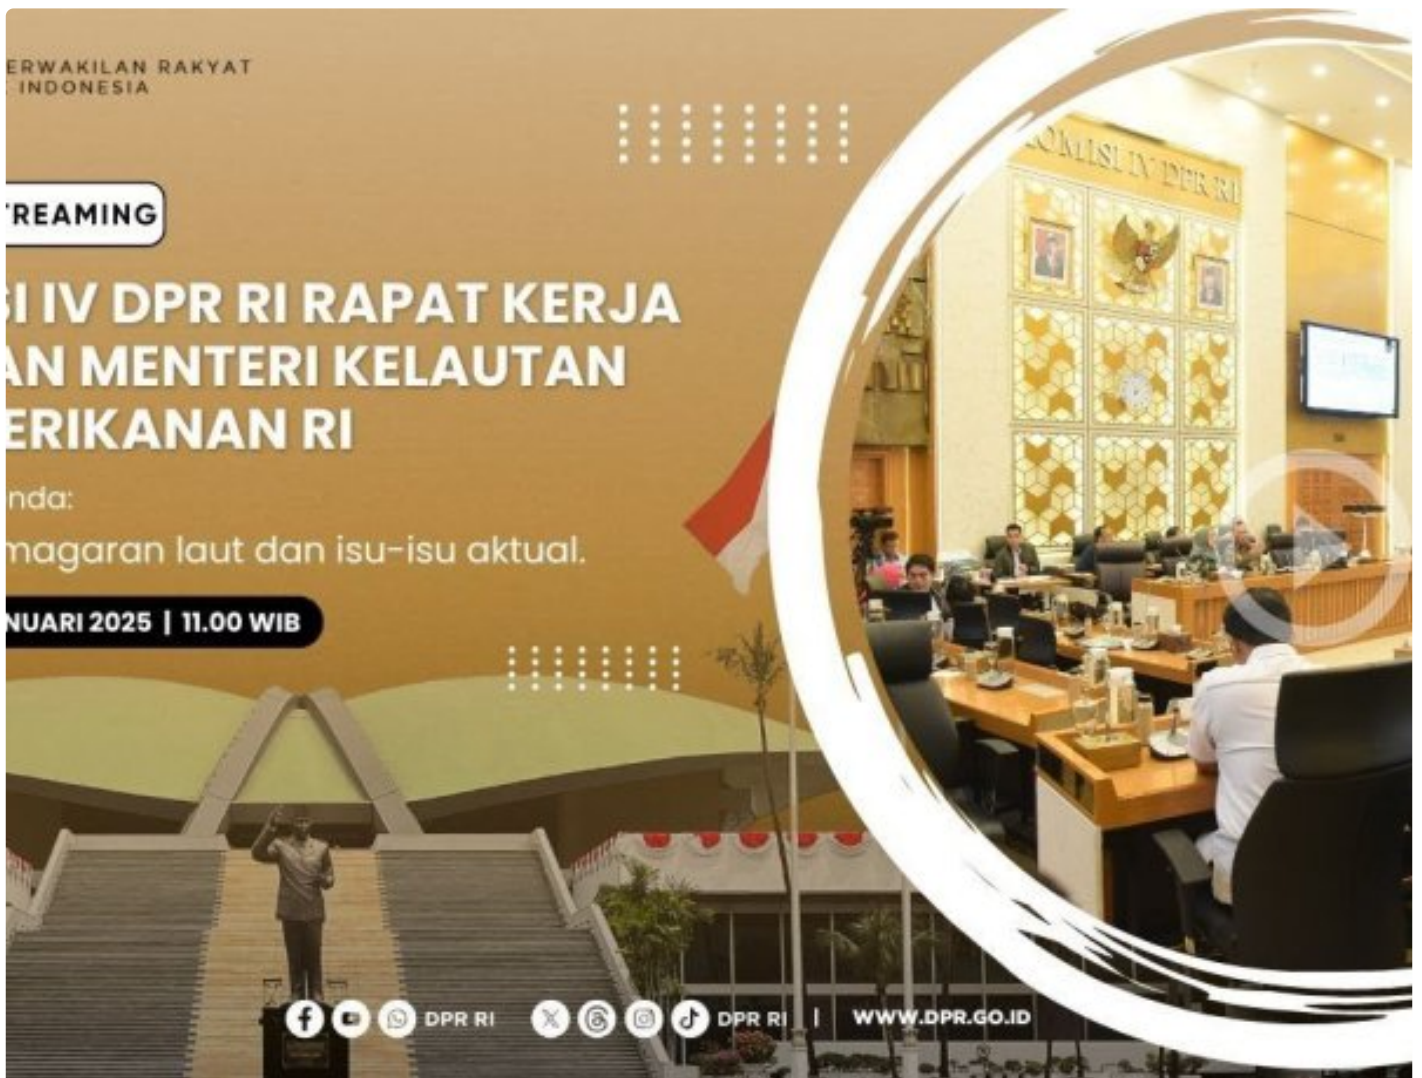 ERWAKILAN RAKYAT
INDONESIA
TREAMING
SI IV DPR RI RAPAT KERJA
AN MENTERI KELAUTAN
ERIKANAN RI
nda:
magaran laut dan isu-isu aktual.
NUARI 2025 | 11.00 WIB
KOMISI IV DPR RI
DPR RI DPR RI | WWW.DPR.GO.ID